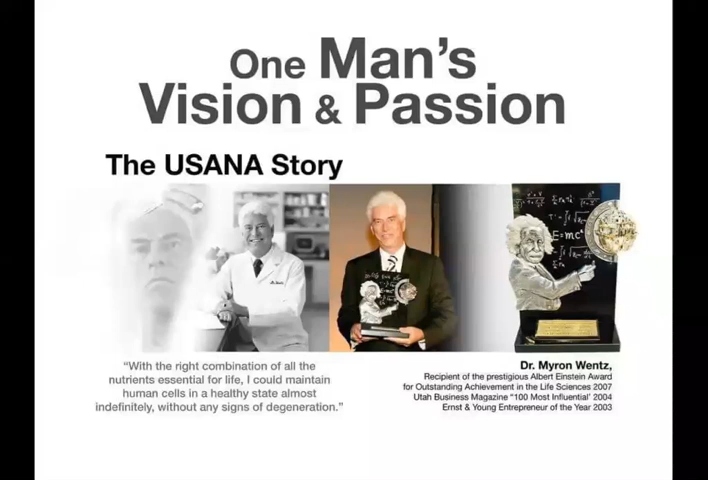 One Man's
Vision & Passion
The USANA Story
E=mc²
"With the right combination of all the
nutrients essential for life, I could maintain
human cells in a healthy state almost
indefinitely, without any signs of degeneration."
Dr. Myron Wentz,
Recipient of the prestigious Albert Einstein Award
for Outstanding Achievement in the Life Sciences 2007
Utah Business Magazine "100 Most Influential' 2004
Ernst & Young Entrepreneur of the Year 2003